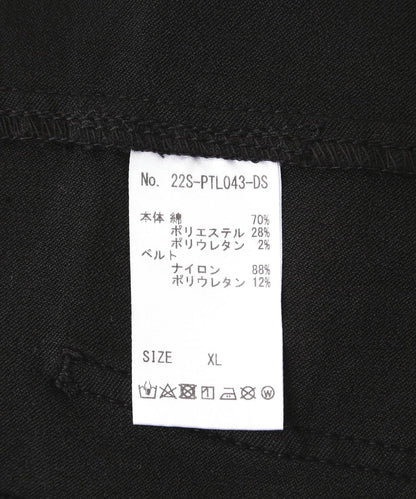 No. 22S-PTL043-DS
本体 綿 70%
ポリエステル 28%
ポリウレタン 2%
ベルト
ナイロン 88%
ポリウレタン 12%
SIZE XL